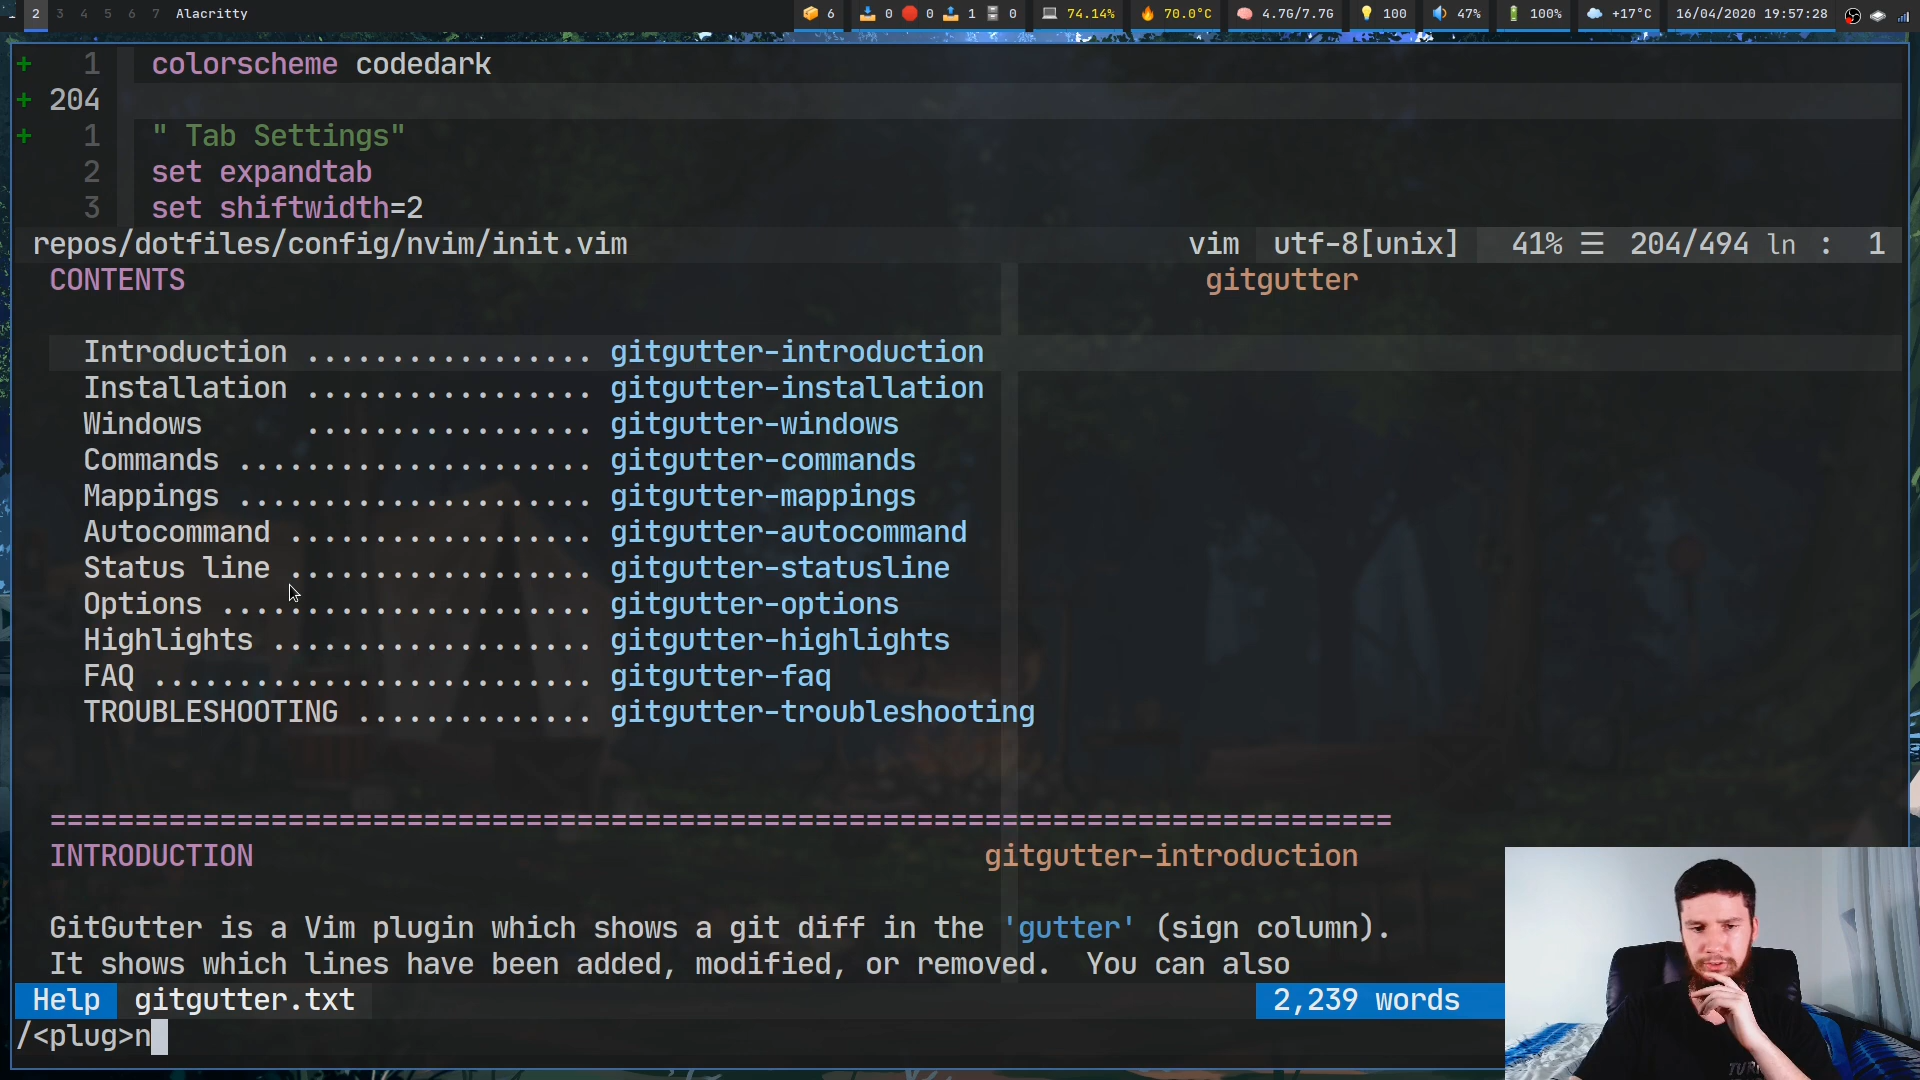 2 3 4 5 6 7 Alacritty 6 0 0 1 0 74.14% 70.0°C 4.7G/7.7G 100 47% 100% +17°C 16/04/2020 19:57:28
+ 1 colorscheme codedark
+ 204
+ 1 " Tab Settings"
2 set expandtab
3 set shiftwidth=2
repos/dotfiles/config/nvim/init.vim vim utf-8[unix] 41% ☰ 204/494 ln : 1
CONTENTS gitgutter
Introduction ................. gitgutter-introduction
Installation ................. gitgutter-installation
Windows ................. gitgutter-windows
Commands ..................... gitgutter-commands
Mappings ..................... gitgutter-mappings
Autocommand .................. gitgutter-autocommand
Status line .................. gitgutter-statusline
Options ...................... gitgutter-options
Highlights ................... gitgutter-highlights
FAQ .......................... gitgutter-faq
TROUBLESHOOTING .............. gitgutter-troubleshooting
===============================================================================
INTRODUCTION gitgutter-introduction
GitGutter is a Vim plugin which shows a git diff in the 'gutter' (sign column).
It shows which lines have been added, modified, or removed. You can also
Help gitgutter.txt 2,239 words
/<plug>n